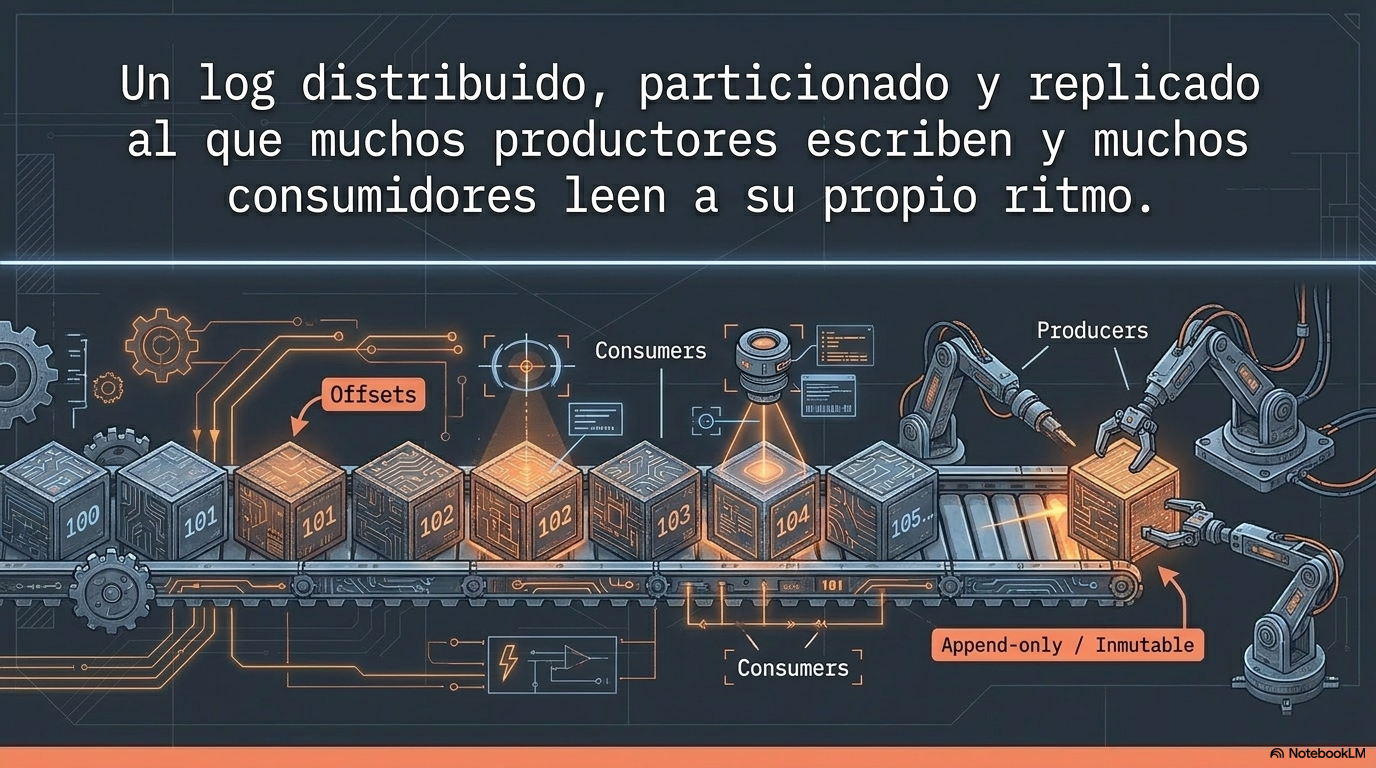 Un log distribuido, particionado y replicado
al que muchos productores escriben y muchos
consumidores leen a su propio ritmo.
Producers
Consumers
Offsets
100
101
101
102
102
103
104
105...
101
Append-only / Inmutable
Consumers
NotebookLM